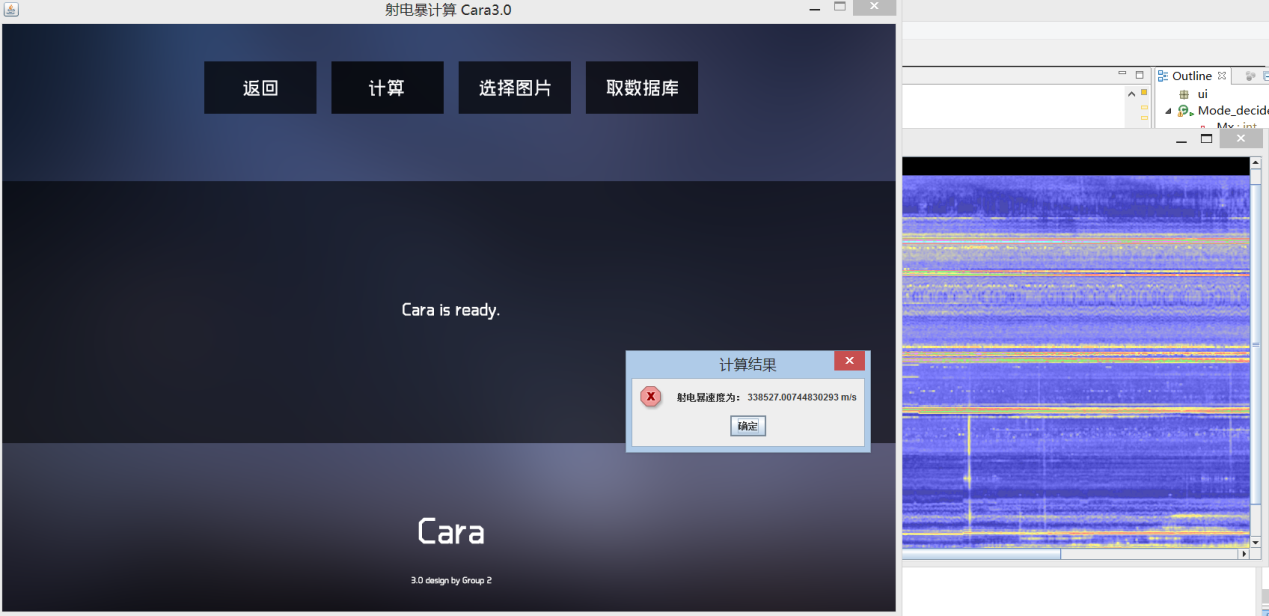 射电暴计算 Cara3.0
返回
计算
选择图片
取数据库
Cara is ready.
计算结果
射电暴速度为： 338527.00744830293 m/s
确定
Cara
3.0 design by Group 2
Outline
ui
Mode_decide
Mx : int